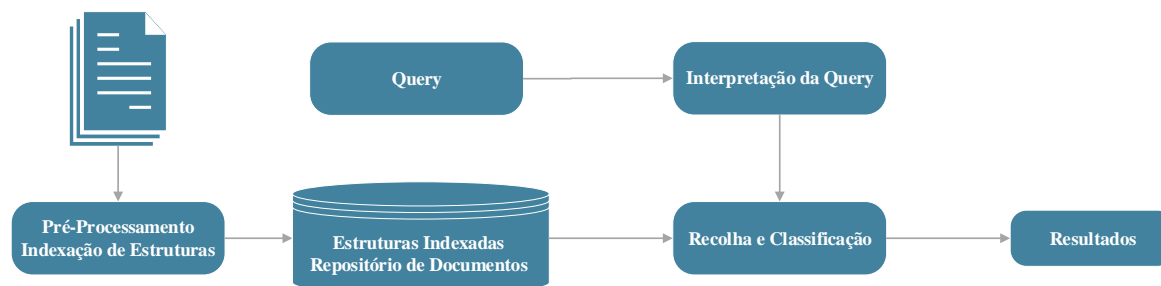 Query
Interpretação da Query
Pré-Processamento
Indexação de Estruturas
Estruturas Indexadas
Repositório de Documentos
Recolha e Classificação
Resultados